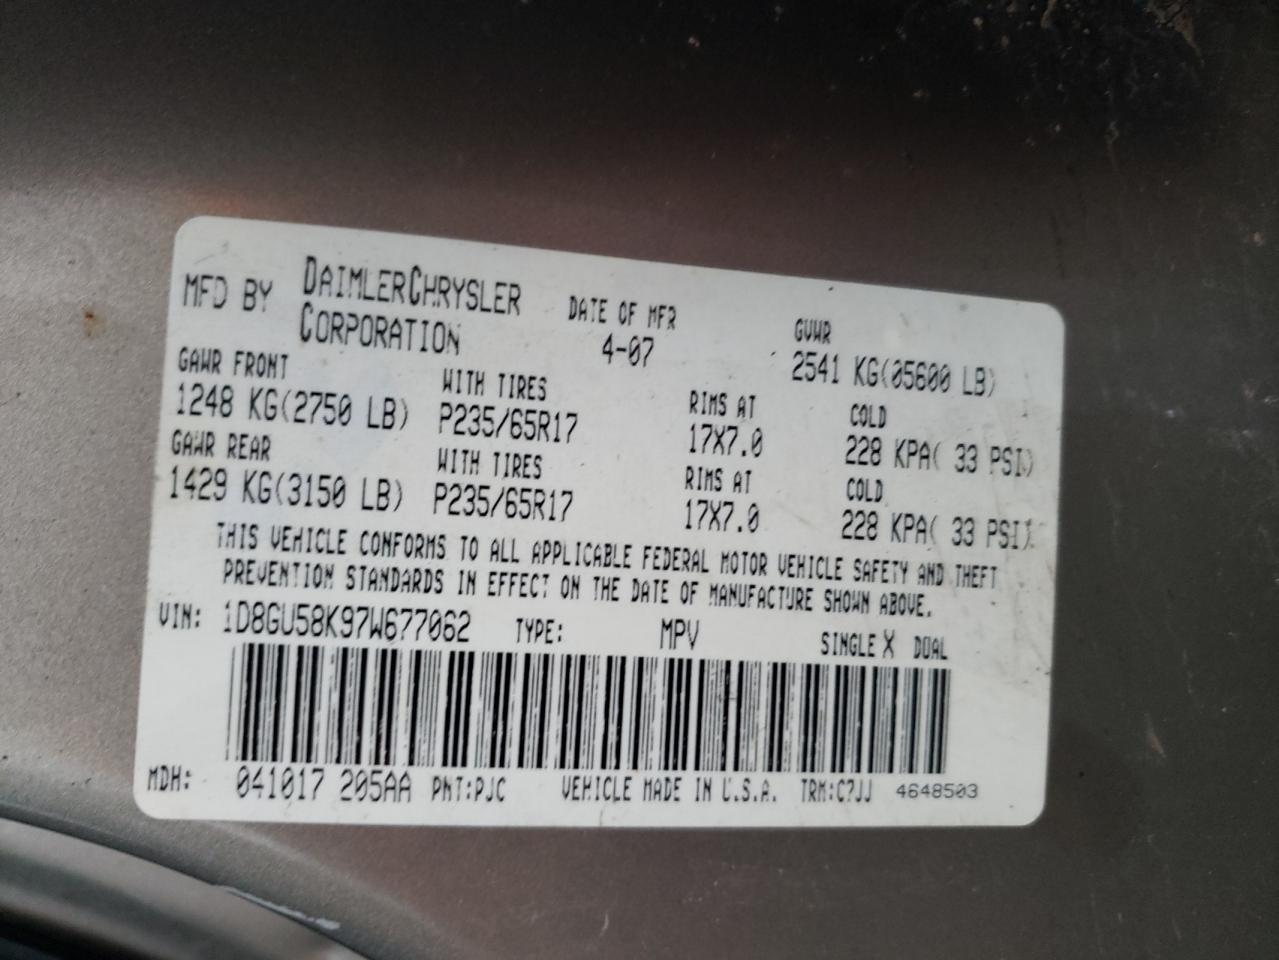 MFD BY DAIMLERCHRYSLER CORPORATION DATE OF MFR 4-07 GVWR 2541 KG(05600 LB)
GAWR FRONT WITH TIRES RIMS AT COLD
1248 KG(2750 LB) P235/65R17 17X7.0 228 KPA( 33 PSI)
GAWR REAR WITH TIRES RIMS AT COLD
1429 KG(3150 LB) P235/65R17 17X7.0 228 KPA( 33 PSI)
THIS VEHICLE CONFORMS TO ALL APPLICABLE FEDERAL MOTOR VEHICLE SAFETY AND THEFT
PREVENTION STANDARDS IN EFFECT ON THE DATE OF MANUFACTURE SHOWN ABOVE.
VIN: 1D8GU58K97W677062 TYPE: MPV SINGLE X DUAL
MDH: 041017 205AA PNT:PJC VEHICLE MADE IN U.S.A. TRM:C7JJ 4648503